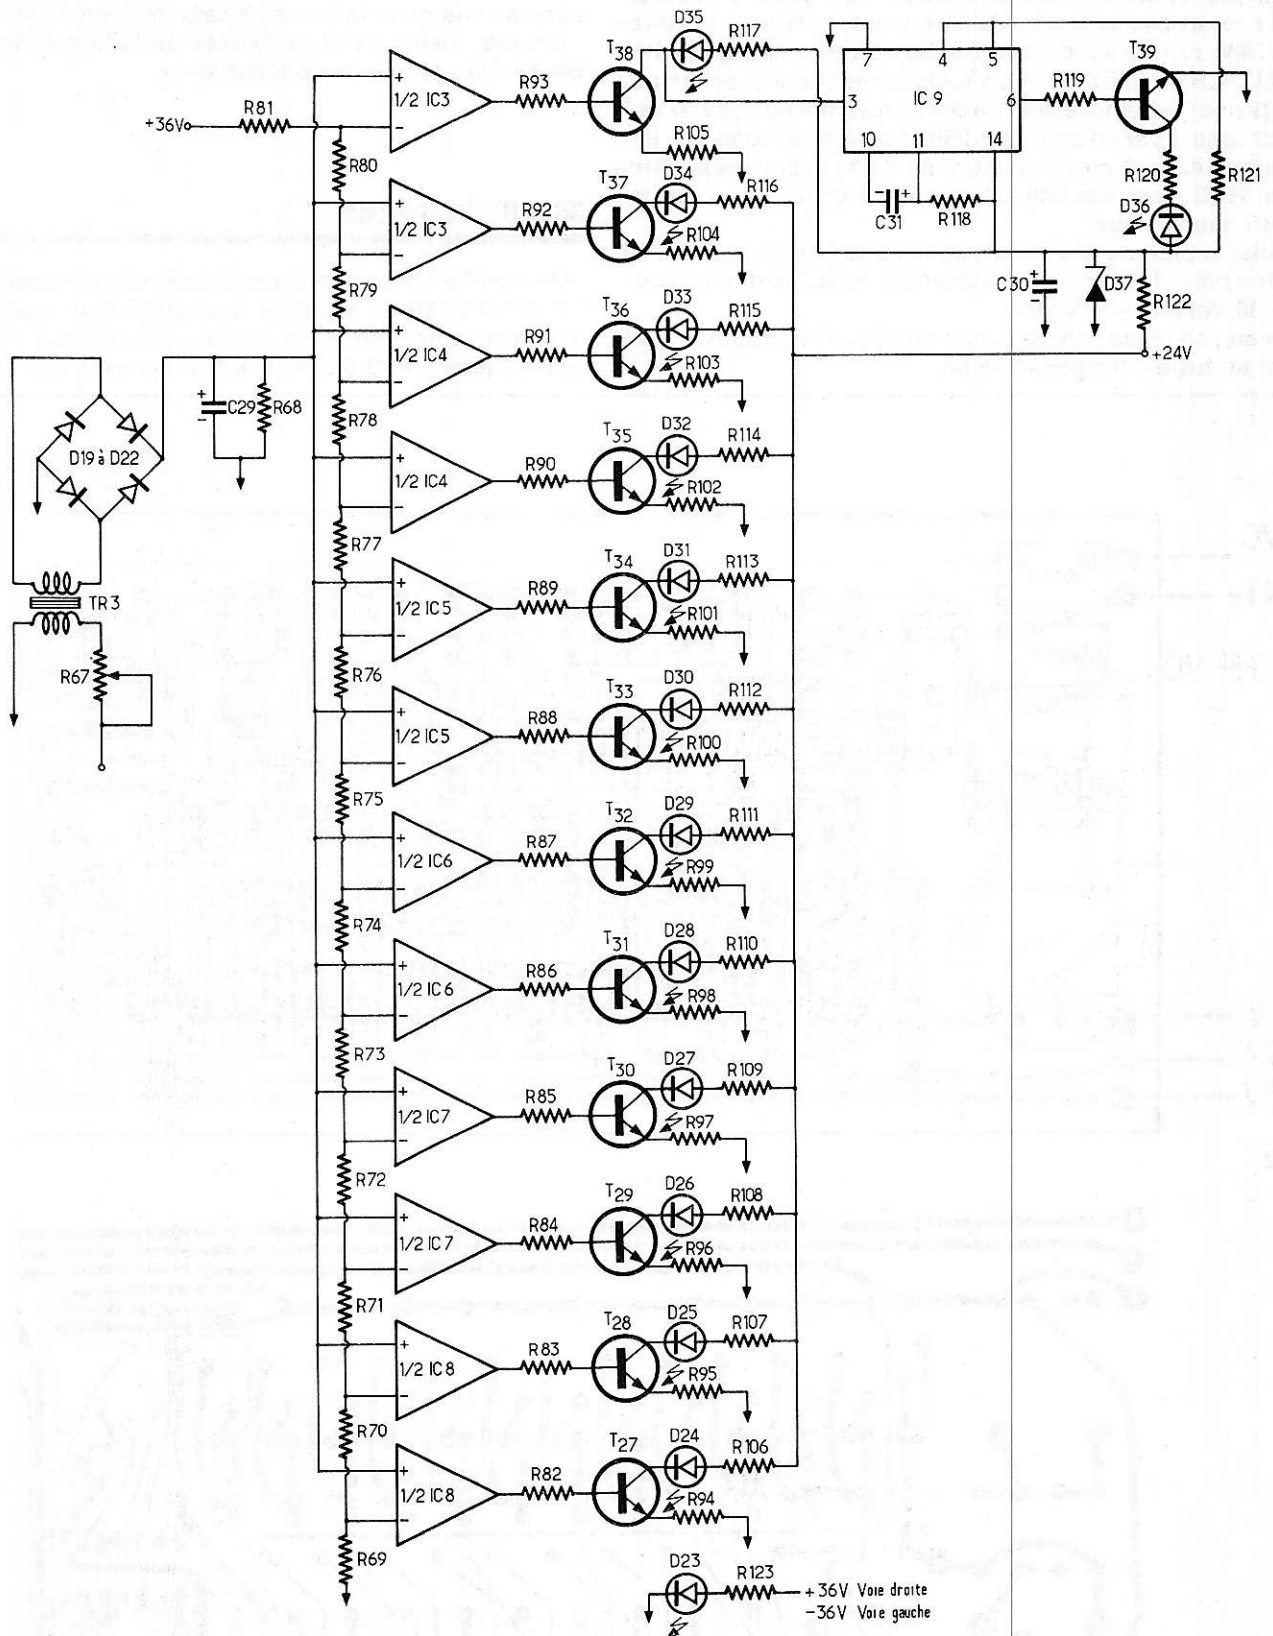 D35
R117
T38
7
4
5
T39
+
1/2 IC3
−
R93
3
IC 9
6
R119
R81
+36V
R105
10
11
14
R80
D34
R116
T37
R120
R121
+
1/2 IC3
−
R92
R104
− +
C31
R118
D36
R79
D33
R115
T36
C30 +
−
D37
R122
+
1/2 IC4
−
R91
R103
+24V
+
−
C29
R68
R78
D32
R114
T35
D19 à D22
+
1/2 IC4
−
R90
R102
R77
D31
R113
T34
+
1/2 IC5
−
R89
R101
TR3
R67
R76
D30
R112
T33
+
1/2 IC5
−
R88
R100
R75
D29
R111
T32
+
1/2 IC6
−
R87
R99
R74
D28
R110
T31
+
1/2 IC6
−
R86
R98
R73
D27
R109
T30
+
1/2 IC7
−
R85
R97
R72
D26
R108
T29
+
1/2 IC7
−
R84
R96
R71
D25
R107
T28
+
1/2 IC8
−
R83
R95
R70
D24
R106
T27
+
1/2 IC8
−
R82
R94
R69
D23
R123
+36V Voie droite
−36V Voie gauche